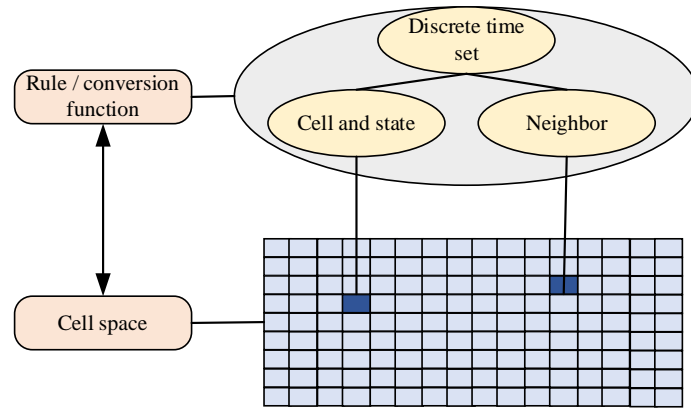 Discrete time
set
Rule / conversion
function
Cell and state
Neighbor
Cell space